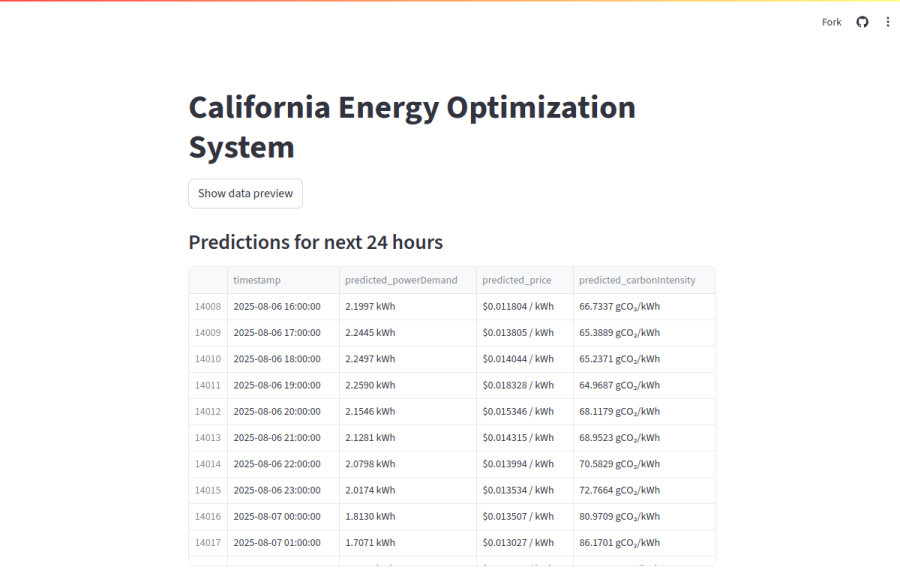 Fork
California Energy Optimization
System
Show data preview
Predictions for next 24 hours
timestamp predicted_powerDemand predicted_price predicted_carbonIntensity
14008 2025-08-06 16:00:00 2.1997 kWh $0.011804 / kWh 66.7337 gCO₂/kWh
14009 2025-08-06 17:00:00 2.2445 kWh $0.013805 / kWh 65.3889 gCO₂/kWh
14010 2025-08-06 18:00:00 2.2497 kWh $0.014044 / kWh 65.2371 gCO₂/kWh
14011 2025-08-06 19:00:00 2.2590 kWh $0.018328 / kWh 64.9687 gCO₂/kWh
14012 2025-08-06 20:00:00 2.1546 kWh $0.015346 / kWh 68.1179 gCO₂/kWh
14013 2025-08-06 21:00:00 2.1281 kWh $0.014315 / kWh 68.9523 gCO₂/kWh
14014 2025-08-06 22:00:00 2.0798 kWh $0.013994 / kWh 70.5829 gCO₂/kWh
14015 2025-08-06 23:00:00 2.0174 kWh $0.013534 / kWh 72.7664 gCO₂/kWh
14016 2025-08-07 00:00:00 1.8130 kWh $0.013507 / kWh 80.9709 gCO₂/kWh
14017 2025-08-07 01:00:00 1.7071 kWh $0.013027 / kWh 86.1701 gCO₂/kWh